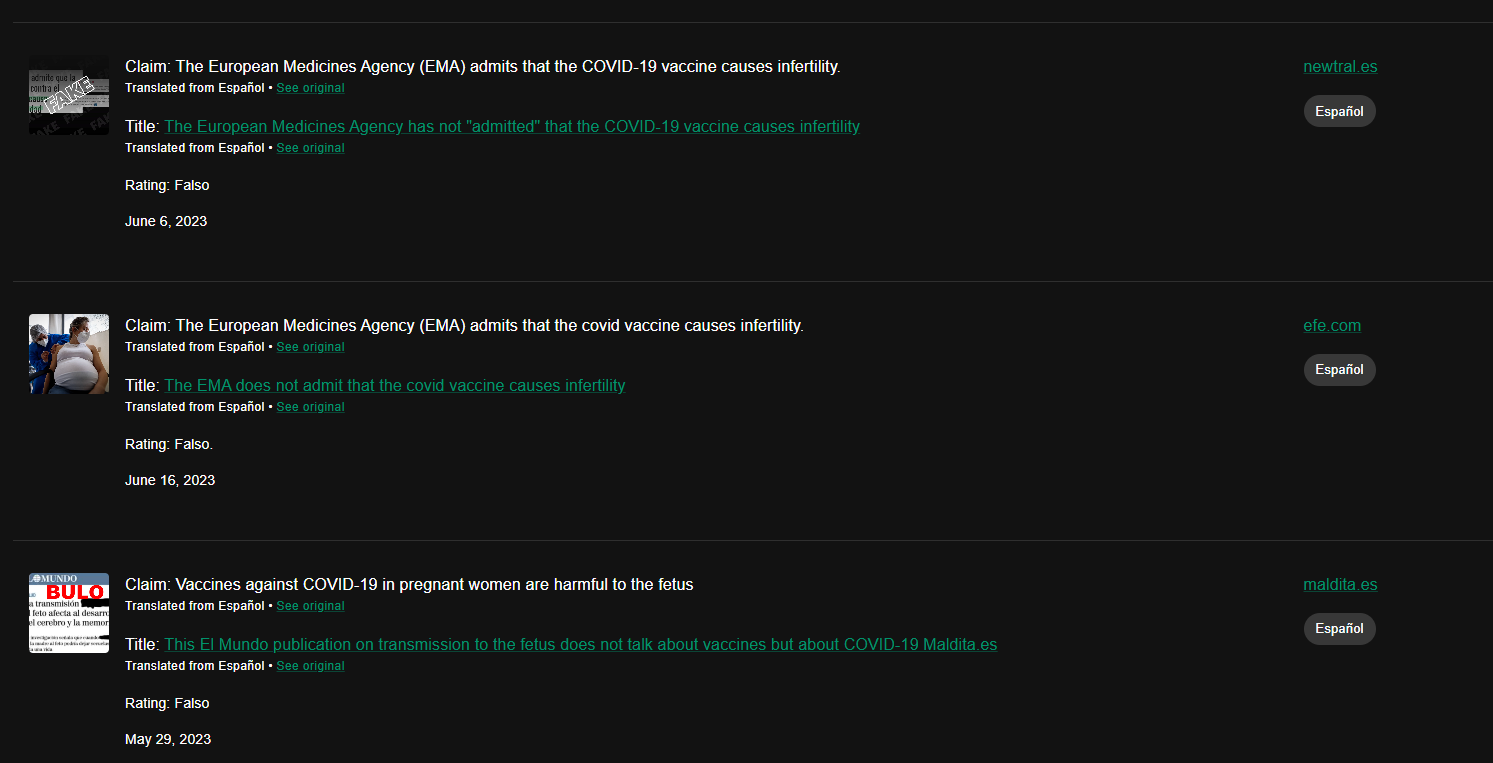 Claim: The European Medicines Agency (EMA) admits that the COVID-19 vaccine causes infertility.
newtral.es
Translated from Español • See original
Español
admite que la
contra el
FAKE
Title: The European Medicines Agency has not "admitted" that the COVID-19 vaccine causes infertility
Translated from Español • See original
Rating: Falso
June 6, 2023
Claim: The European Medicines Agency (EMA) admits that the covid vaccine causes infertility.
efe.com
Translated from Español • See original
Español
Title: The EMA does not admit that the covid vaccine causes infertility
Translated from Español • See original
Rating: Falso.
June 16, 2023
Claim: Vaccines against COVID-19 in pregnant women are harmful to the fetus
maldita.es
Translated from Español • See original
Español
MUNDO
BULO
a transmisión
l feto afecta al desarro
el cerebro y la memor
Title: This El Mundo publication on transmission to the fetus does not talk about vaccines but about COVID-19 Maldita.es
Translated from Español • See original
Rating: Falso
May 29, 2023